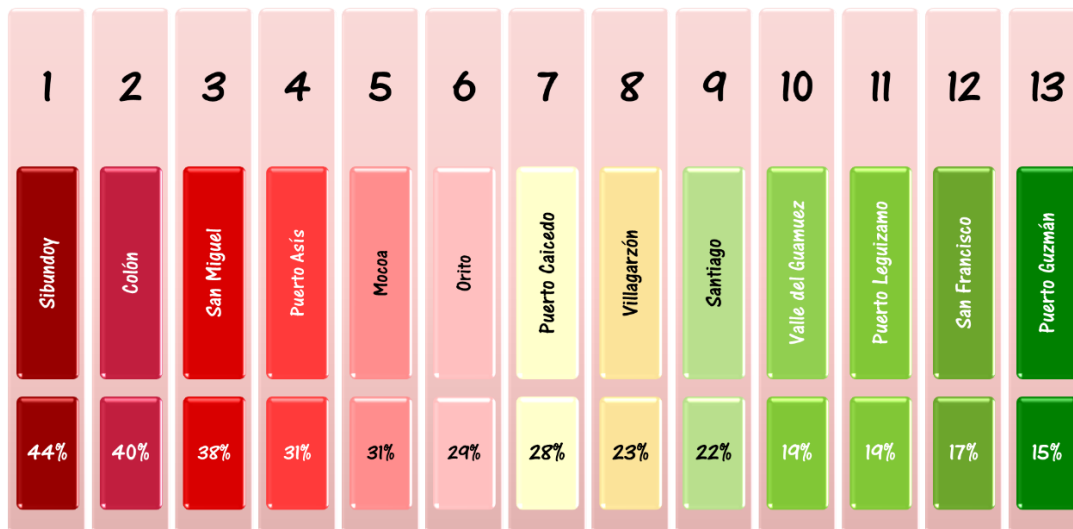 1 2 3 4 5 6 7 8 9 10 11 12 13
Sibundoy
Colón
San Miguel
Puerto Asís
Mocoa
Orito
Puerto Caicedo
Villagarzón
Santiago
Valle del Guamuez
Puerto Leguizamo
San Francisco
Puerto Guzmán
44% 40% 38% 31% 31% 29% 28% 23% 22% 19% 19% 17% 15%